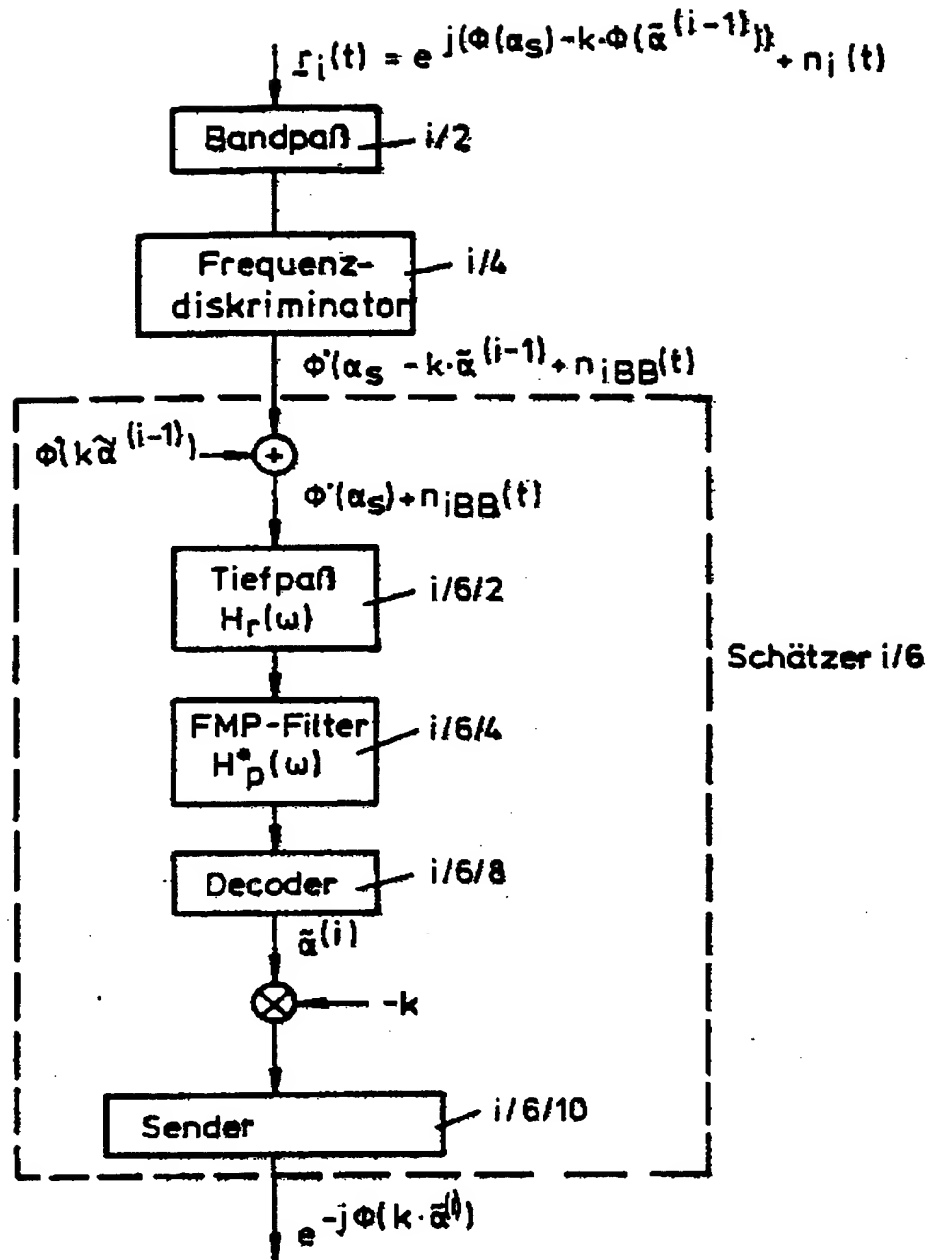 r_i(t) = e^{j(Φ(α_S) - k·Φ(α̃^{(i-1)}))} + n_i(t)
Bandpaß
i/2
Frequenz-
diskriminator
i/4
Φ˙(α_S - k·α̃^{(i-1)} + n_{iBB}(t)
Φ˙(kα̃^{(i-1)})
+
Φ˙(α_S) + n_{iBB}(t)
Tiefpaß
H_r(ω)
i/6/2
Schätzer i/6
FMP-Filter
H*_p(ω)
i/6/4
Decoder
i/6/8
α̃^{(i)}
-k
Sender
i/6/10
e^{-jΦ(k·α̃^{(i)})}